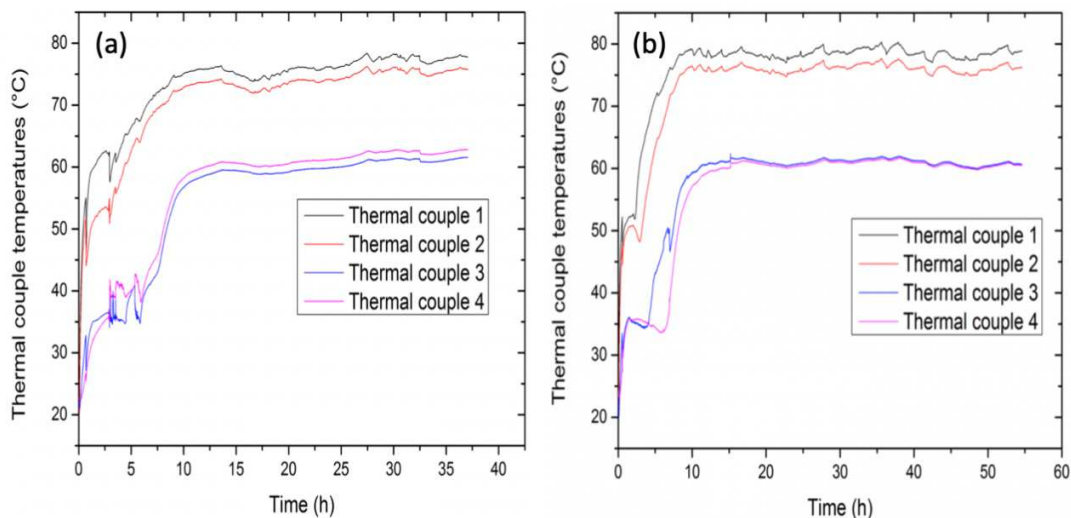 (a)
Thermal couple temperatures (°C)
80
70
60
50
40
30
20
0
5
10
15
20
25
30
35
40
Time (h)
Thermal couple 1
Thermal couple 2
Thermal couple 3
Thermal couple 4
(b)
Thermal couple temperatures (°C)
80
70
60
50
40
30
20
0
10
20
30
40
50
60
Time (h)
Thermal couple 1
Thermal couple 2
Thermal couple 3
Thermal couple 4